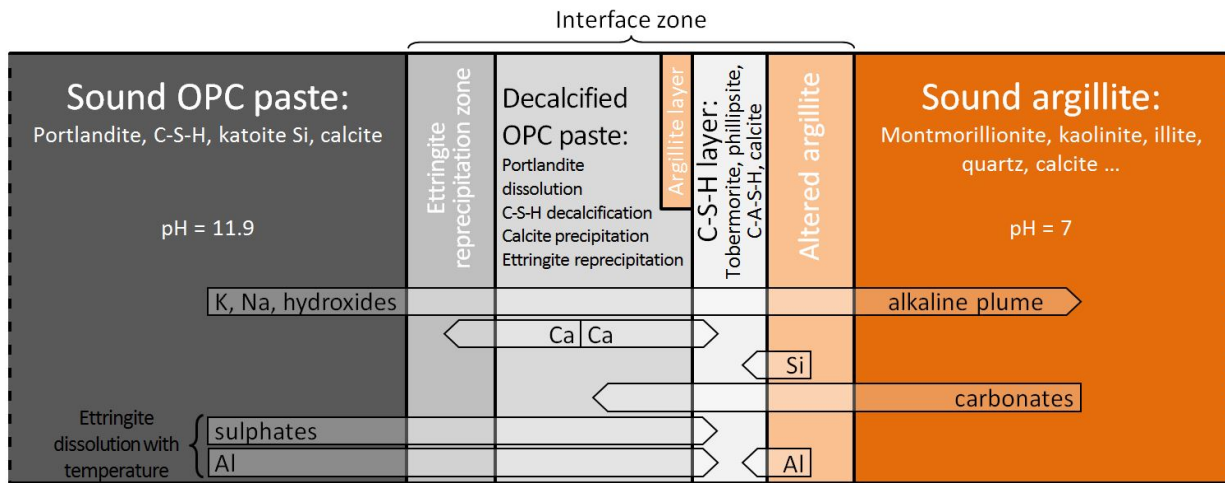 Interface zone
Sound OPC paste:
Portlandite, C-S-H, katoite Si, calcite
pH = 11.9
Ettringite
reprecipitation zone
Decalcified
OPC paste:
Portlandite
dissolution
C-S-H decalcification
Calcite precipitation
Ettringite reprecipitation
Argillite layer
C-S-H layer:
Tobermorite, phillipsite,
C-A-S-H, calcite
Altered argillite
Sound argillite:
Montmorillionite, kaolinite, illite,
quartz, calcite ...
pH = 7
K, Na, hydroxides
alkaline plume
Ca Ca
Si
carbonates
Ettringite
dissolution with
temperature
sulphates
Al
Al